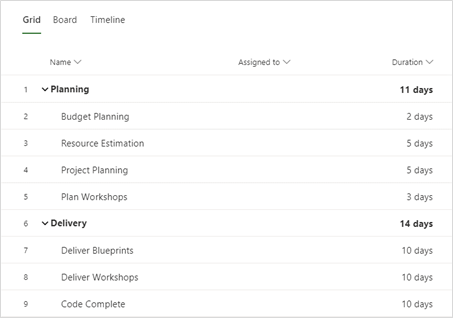 Grid Board Timeline
Name Assigned to Duration
1 Planning 11 days
2 Budget Planning 2 days
3 Resource Estimation 5 days
4 Project Planning 5 days
5 Plan Workshops 3 days
6 Delivery 14 days
7 Deliver Blueprints 10 days
8 Deliver Workshops 10 days
9 Code Complete 10 days